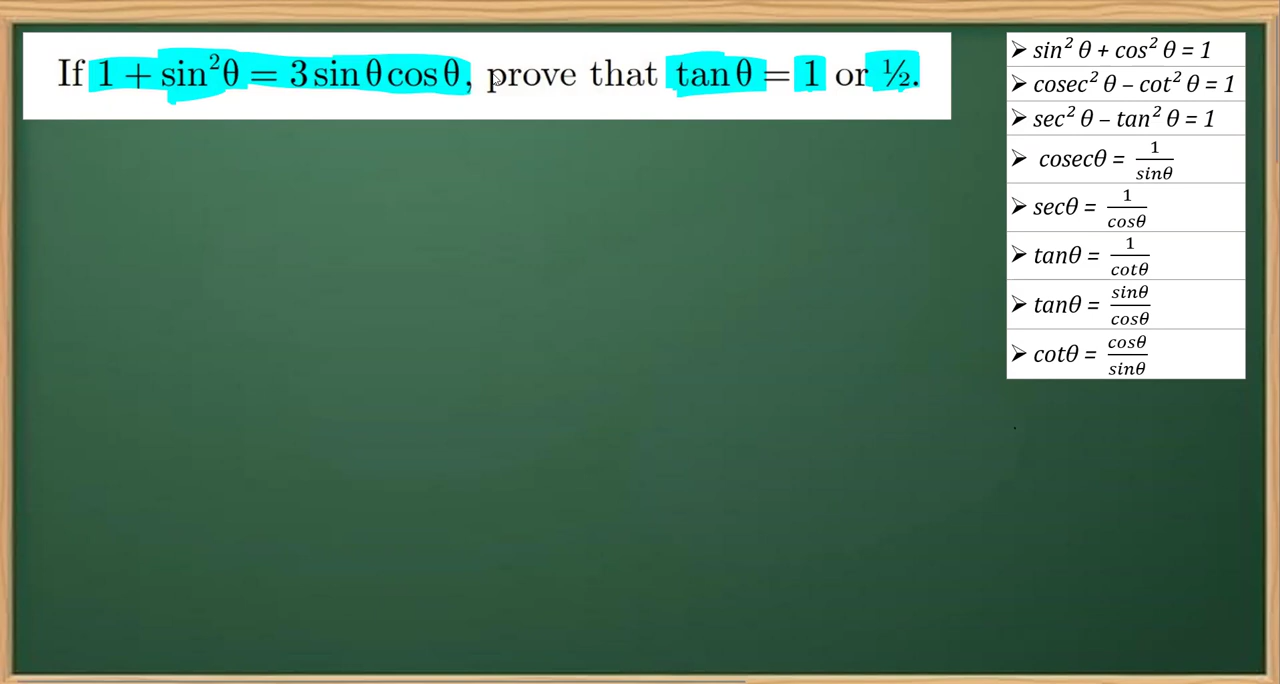 If 1 + sin²θ = 3 sin θ cos θ, prove that tan θ = 1 or ½.
➢ sin² θ + cos² θ = 1
➢ cosec² θ – cot² θ = 1
➢ sec² θ – tan² θ = 1
➢ cosecθ = 1/sinθ
➢ secθ = 1/cosθ
➢ tanθ = 1/cotθ
➢ tanθ = sinθ/cosθ
➢ cotθ = cosθ/sinθ